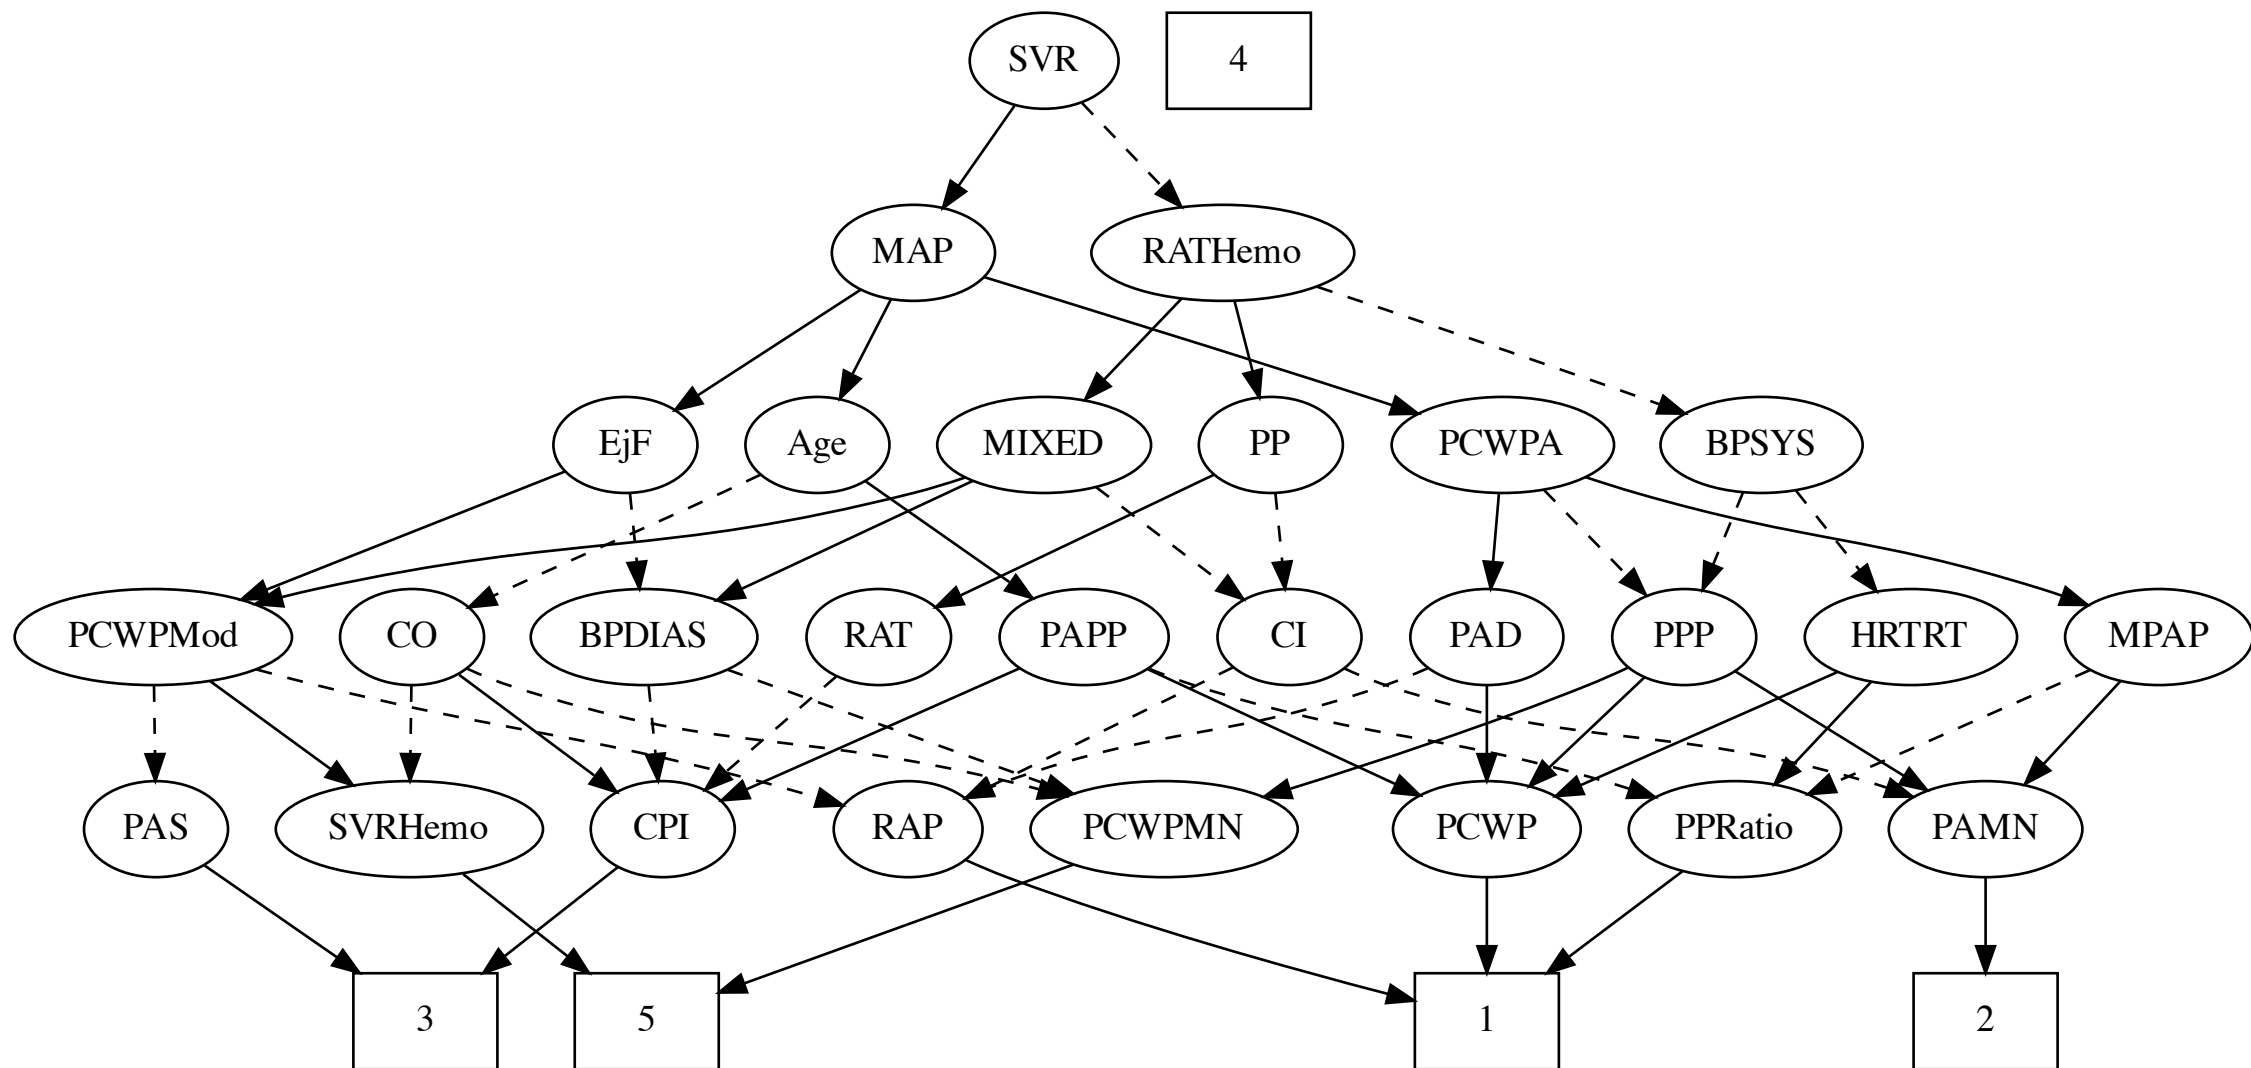 SVR
4
MAP
RATHemo
EjF
Age
MIXED
PP
PCWPA
BPSYS
PCWPMod
CO
BPDIAS
RAT
PAPP
CI
PAD
PPP
HRTRT
MPAP
PAS
SVRHemo
CPI
RAP
PCWPMN
PCWP
PPRatio
PAMN
3
5
1
2